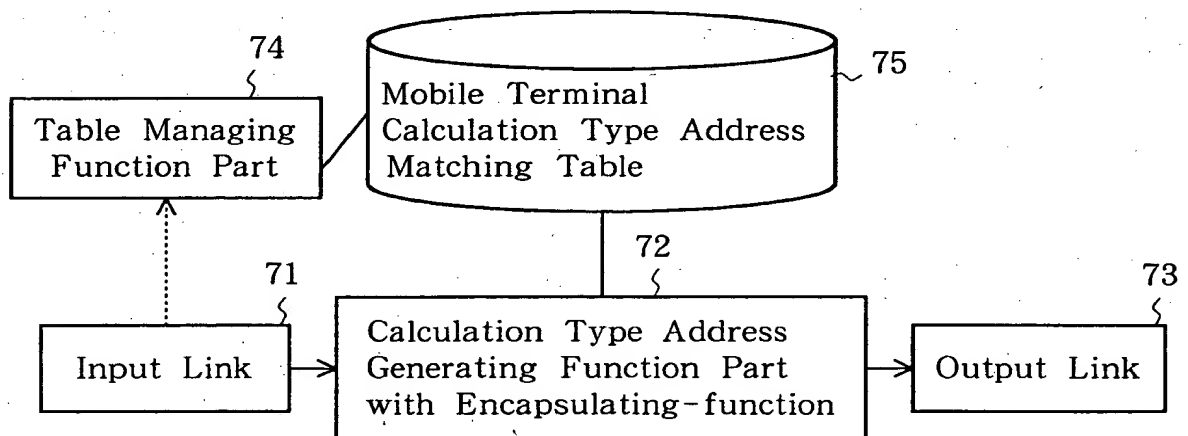 74
Table Managing
Function Part
75
Mobile Terminal
Calculation Type Address
Matching Table
71
Input Link
72
Calculation Type Address
Generating Function Part
with Encapsulating-function
73
Output Link